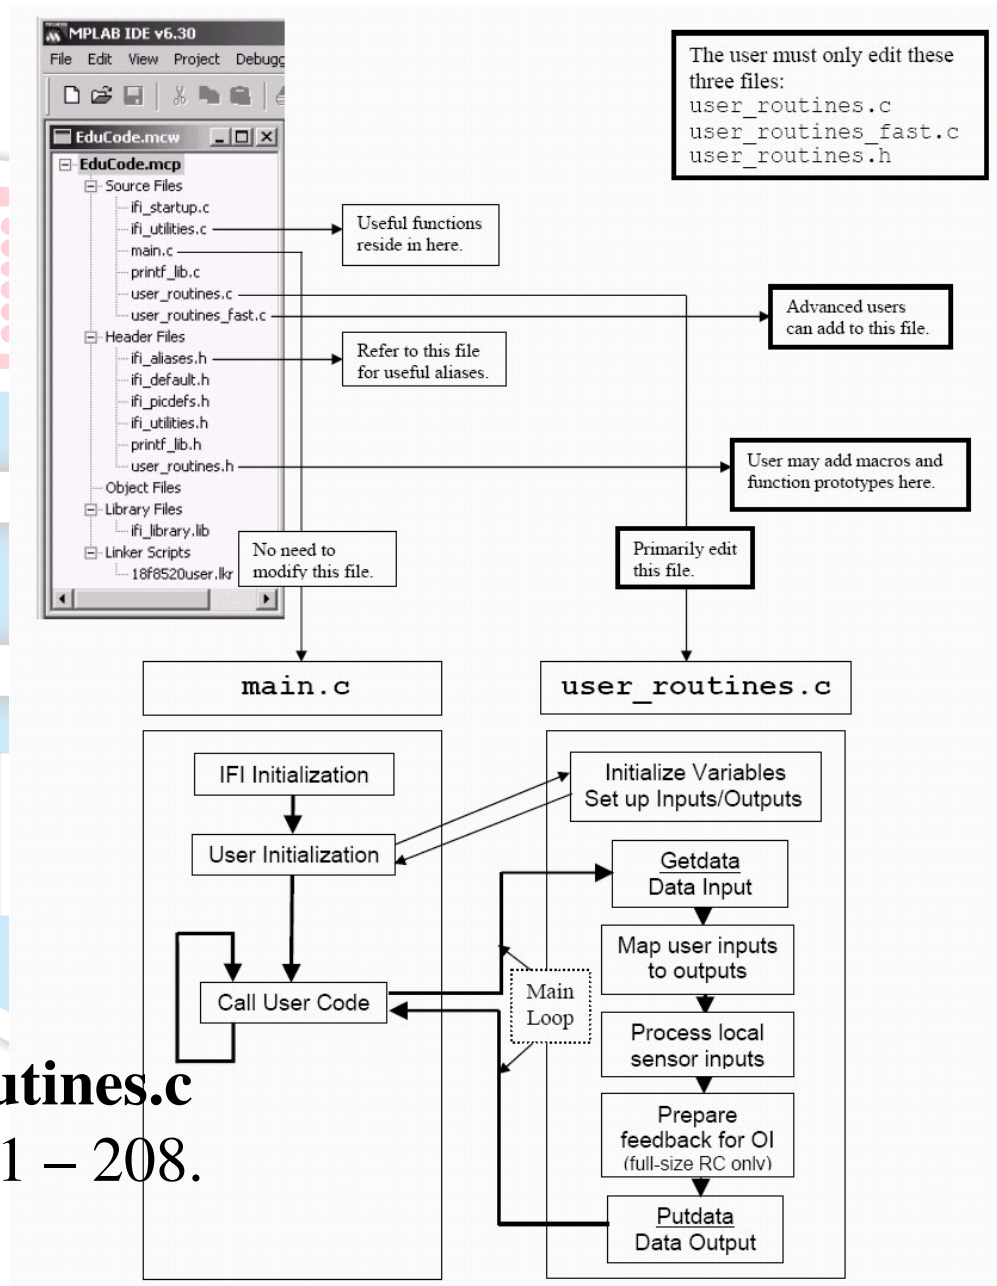 MPLAB IDE v6.30
File Edit View Project
EduCode.mcw
EduCode.mcp
Source Files
ifi_startup.c
ifi_utilities.c
main.c
printf_lib.c
user_routines.c
user_routines_fast.c
Header Files
ifi_aliases.h
ifi_default.h
ifi_picdefs.h
ifi_utilities.h
printf_lib.h
user_routines.h
Object Files
Library Files
ifi_library.lib
Linker Scripts
18f8520user.lkr
The user must only edit these
three files:
user_routines.c
user_routines_fast.c
user_routines.h
Useful functions
reside in here.
Advanced users
can add to this file.
Refer to this file
for useful aliases.
User may add macros and
function prototypes here.
No need to
modify this file.
Primarily edit
this file.
main.c
user_routines.c
IFI Initialization
User Initialization
Call User Code
Initialize Variables
Set up Inputs/Outputs
Getdata
Data Input
Map user inputs
to outputs
Main
Loop
Process local
sensor inputs
Prepare
feedback for OI
(full-size RC only)
Putdata
Data Output
utines.c
1 – 208.